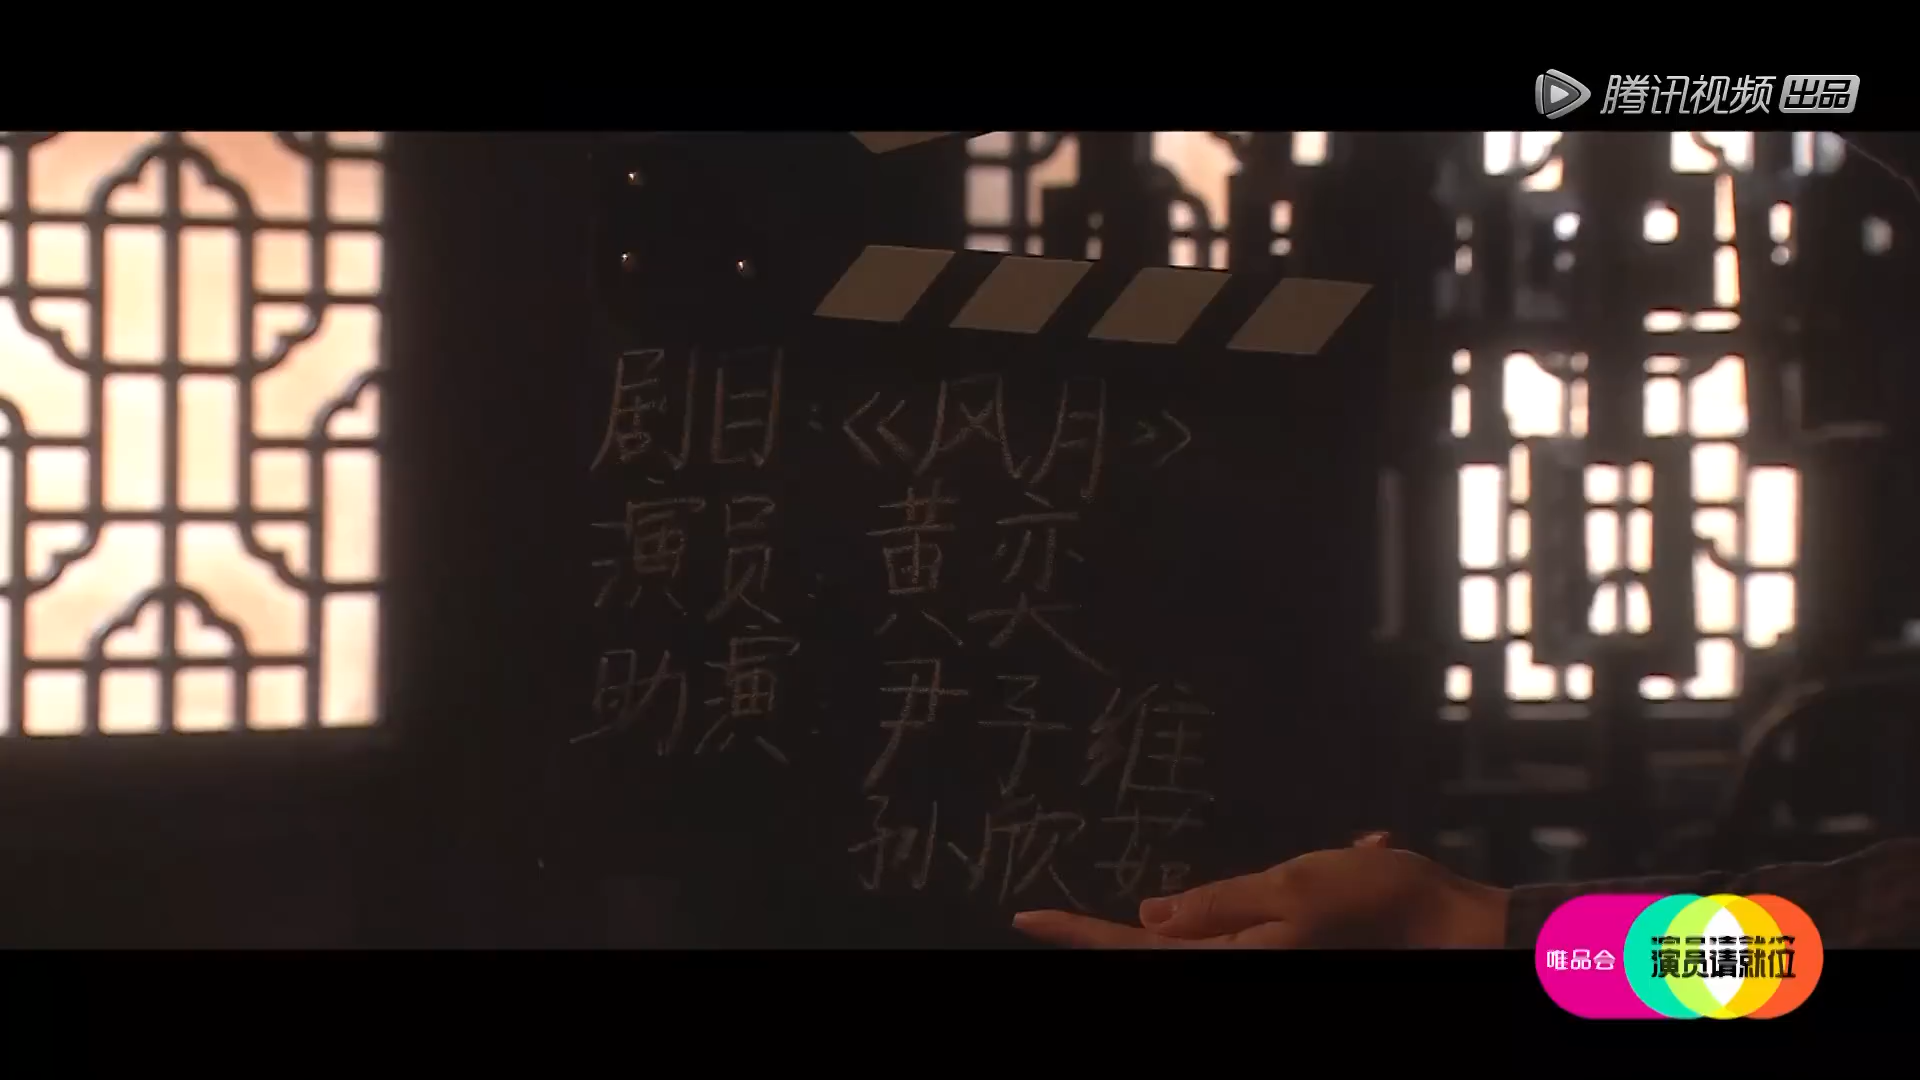 腾讯视频 出品
剧目:《风月》
演员: 黄奕
助演: 尹子维
孙欣茹
唯品会 演员请就位